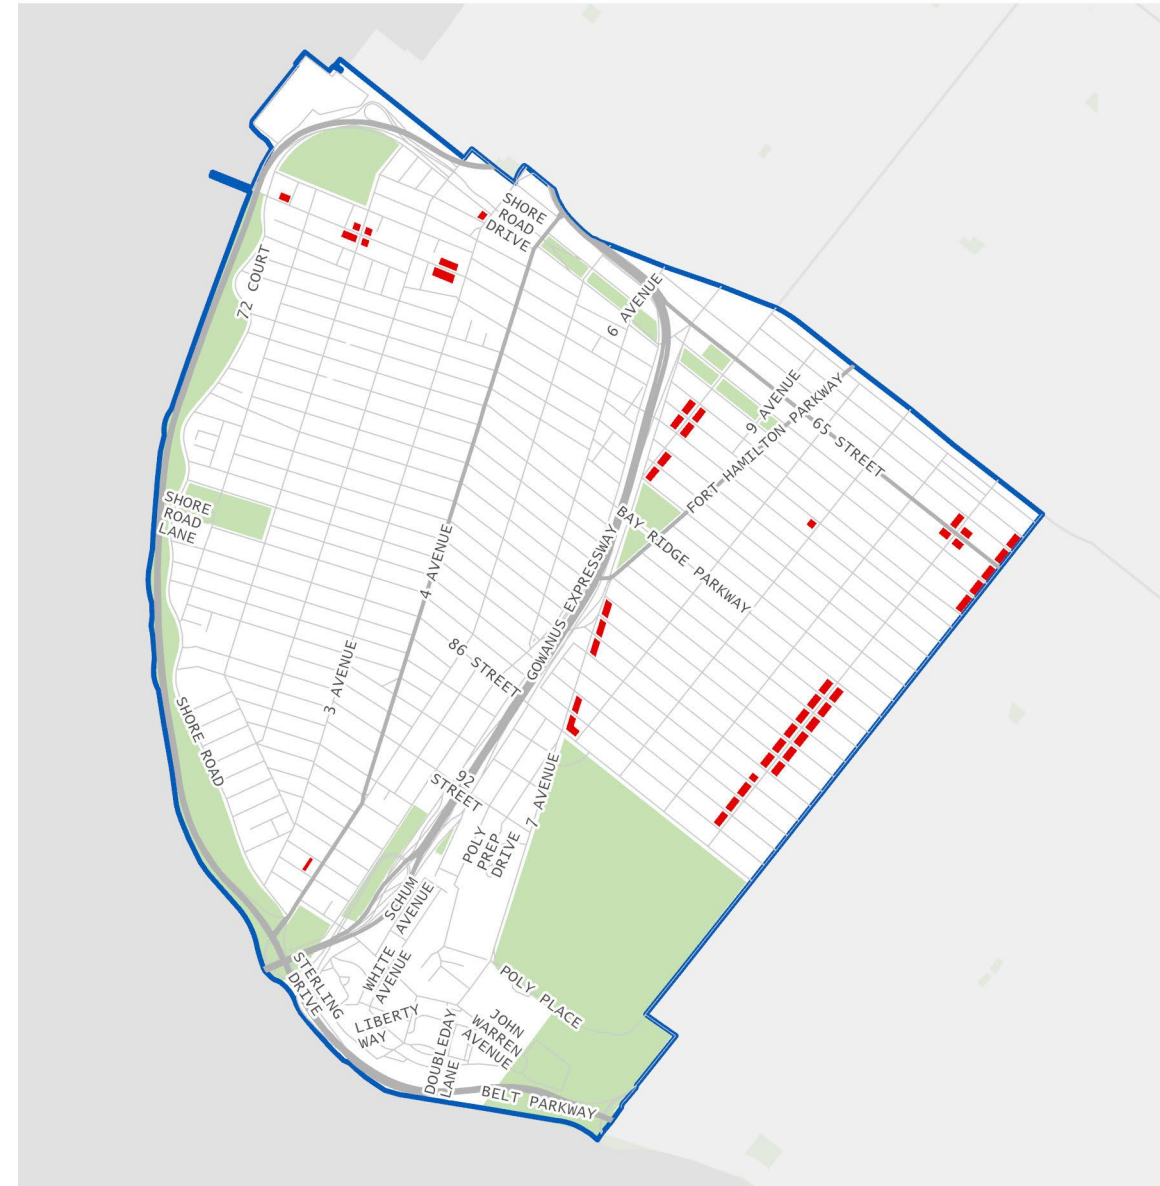 SHORE
ROAD
DRIVE
72 COURT
6 AVENUE
9 AVENUE
FORT HAMILTON PARKWAY
65 STREET
SHORE
ROAD
LANE
BAY RIDGE PARKWAY
4 AVENUE
GOWANUS EXPRESSWAY
86 STREET
3 AVENUE
SHORE ROAD
92
STREET
7 AVENUE
POLY
PREP
DRIVE
SCHUM
AVENUE
WHITE
AVENUE
STERLING
DRIVE
POLY PLACE
LIBERTY
WAY
JOHN
WARREN
AVENUE
DOUBLEDAY
LANE
BELT PARKWAY